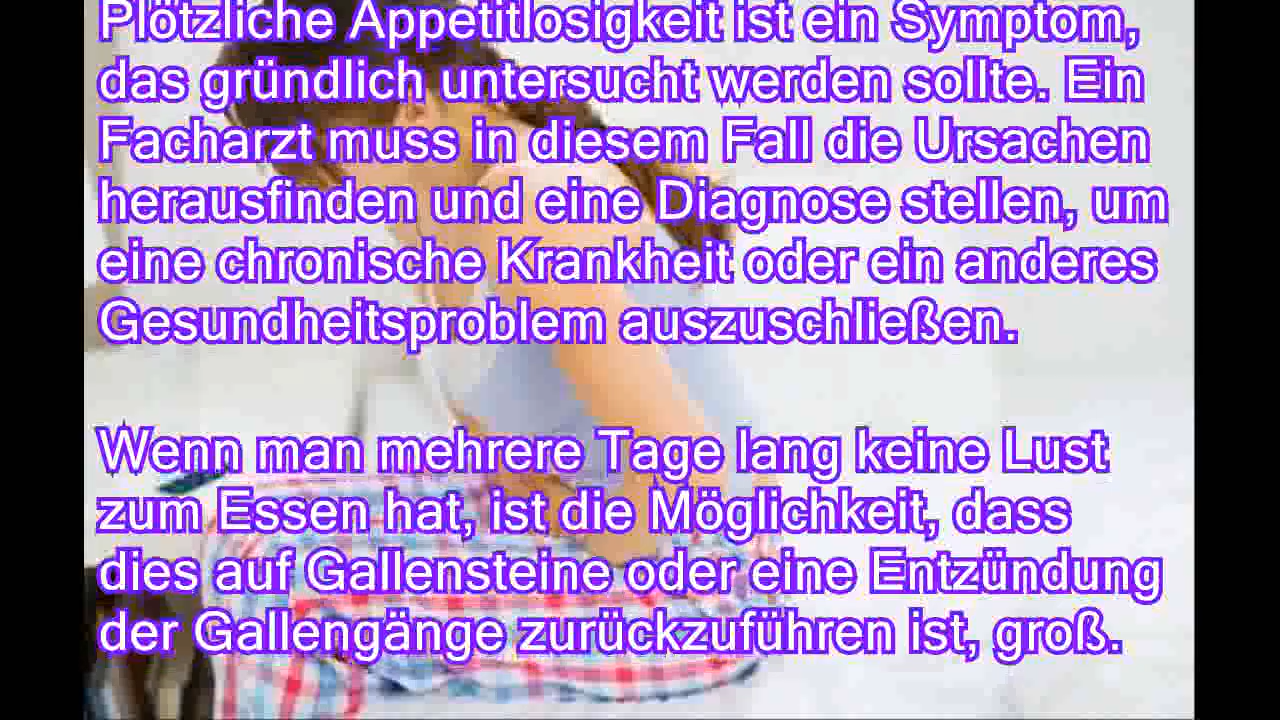 Plötzliche Appetitlosigkeit ist ein Symptom,
das gründlich untersucht werden sollte. Ein
Facharzt muss in diesem Fall die Ursachen
herausfinden und eine Diagnose stellen, um
eine chronische Krankheit oder ein anderes
Gesundheitsproblem auszuschließen.
Wenn man mehrere Tage lang keine Lust
zum Essen hat, ist die Möglichkeit, dass
dies auf Gallensteine oder eine Entzündung
der Gallengänge zurückzuführen ist, groß.